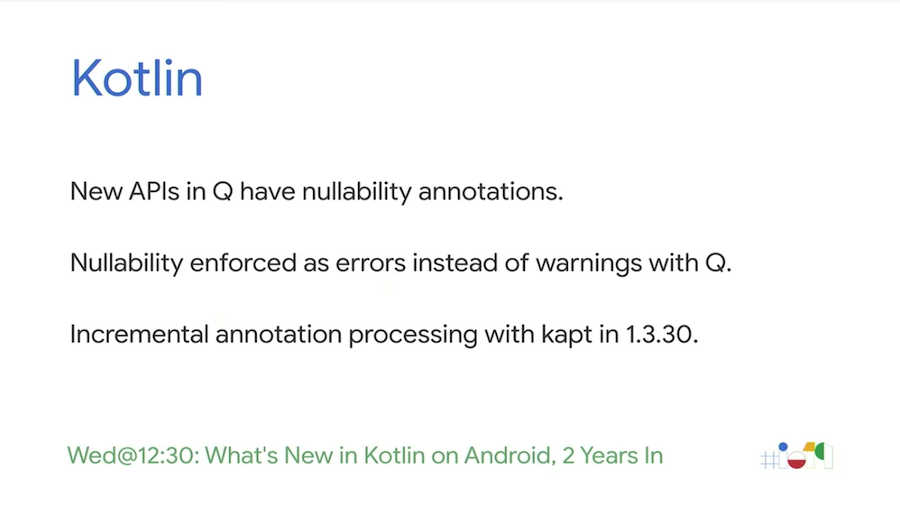 Kotlin
New APIs in Q have nullability annotations.
Nullability enforced as errors instead of warnings with Q.
Incremental annotation processing with kapt in 1.3.30.
Wed@12:30: What's New in Kotlin on Android, 2 Years In
#io19